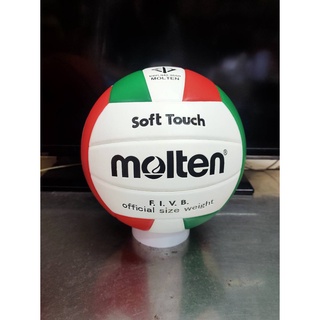 MOLTEN
Soft Touch
molten®
F. I. V. B.
official size weight